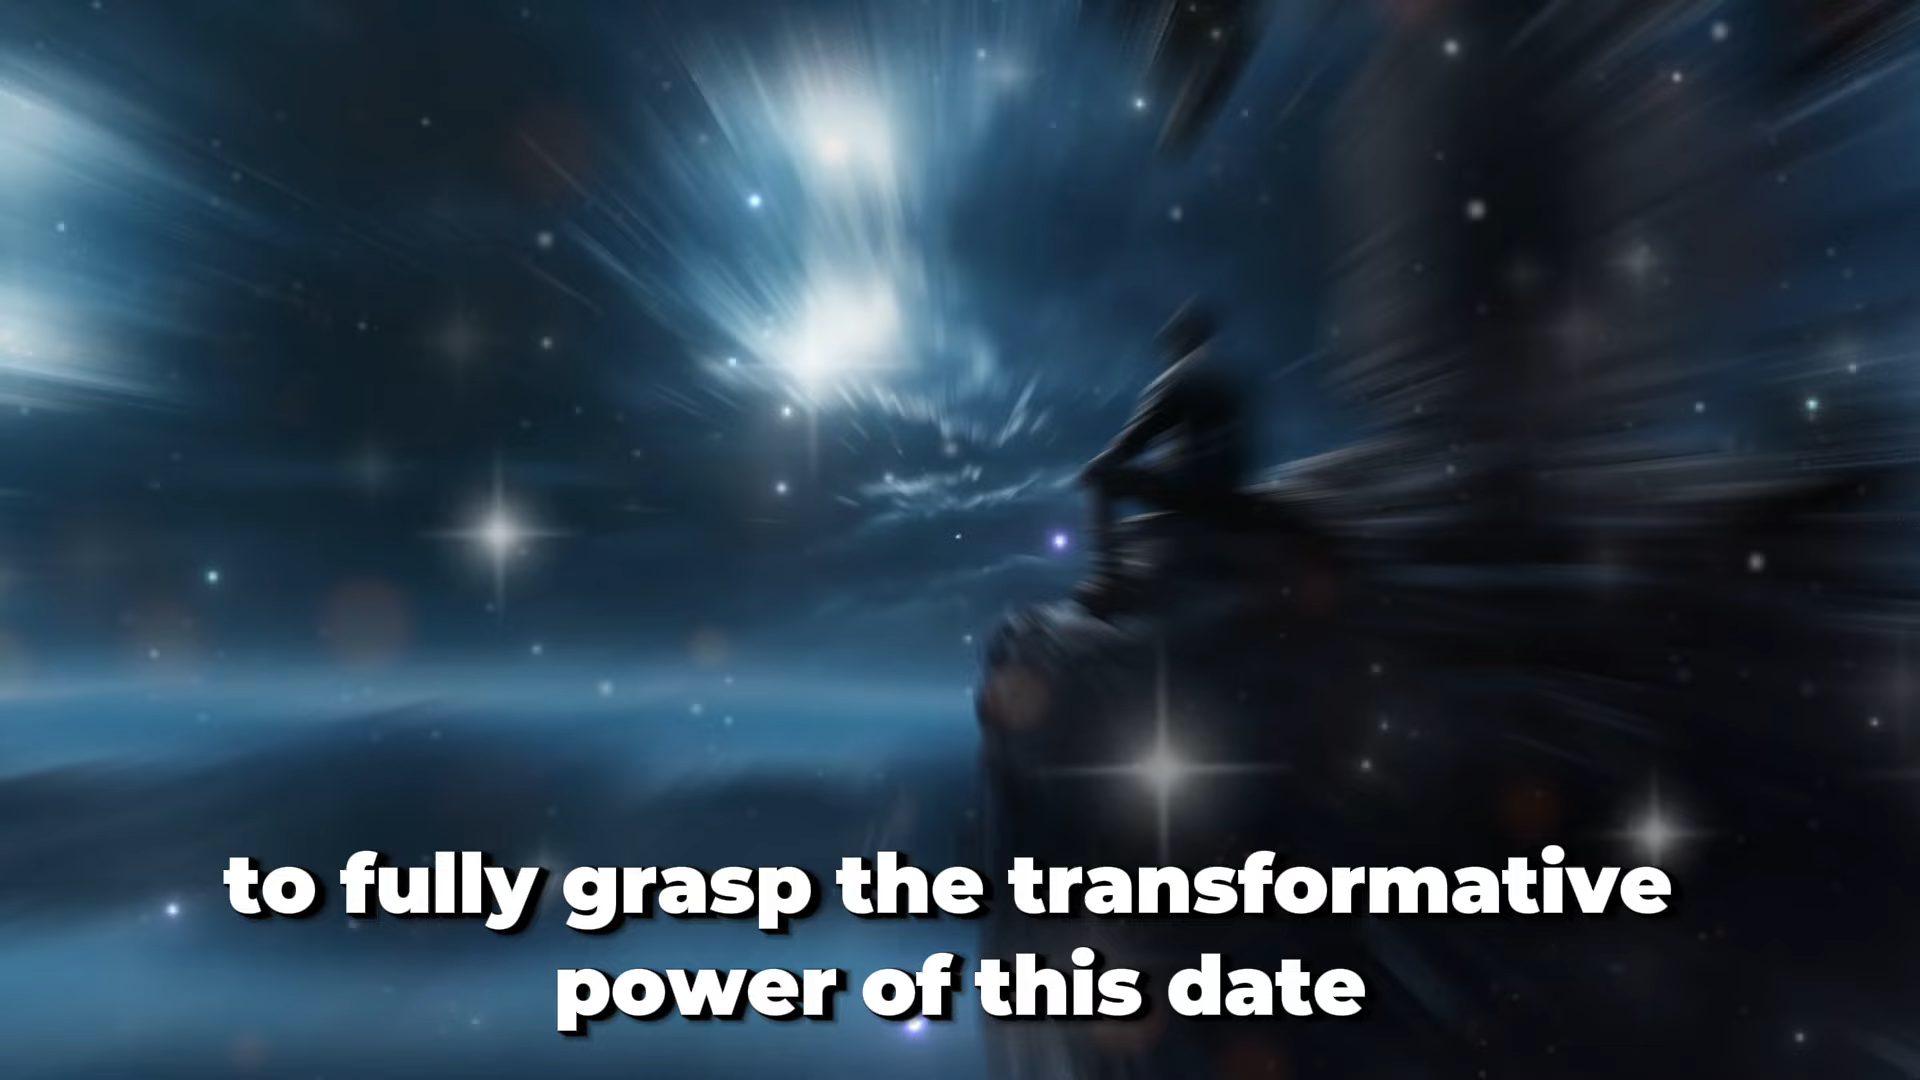 to fully grasp the transformative
power of this date